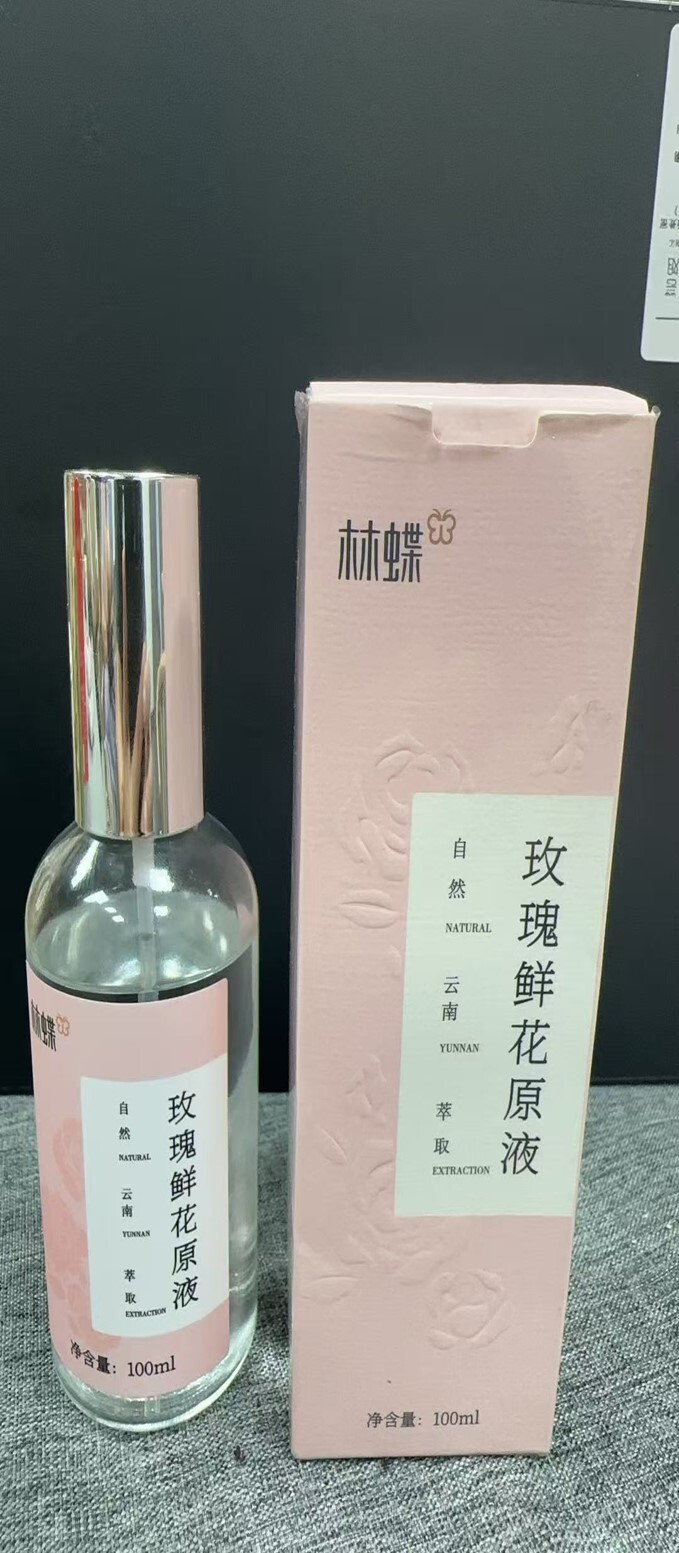 林蝶
玫瑰鲜花原液
自然
NATURAL
云南
YUNNAN
萃取
EXTRACTION
净含量：100ml
林蝶
玫瑰鲜花原液
自然
NATURAL
云南
YUNNAN
萃取
EXTRACTION
净含量：100ml